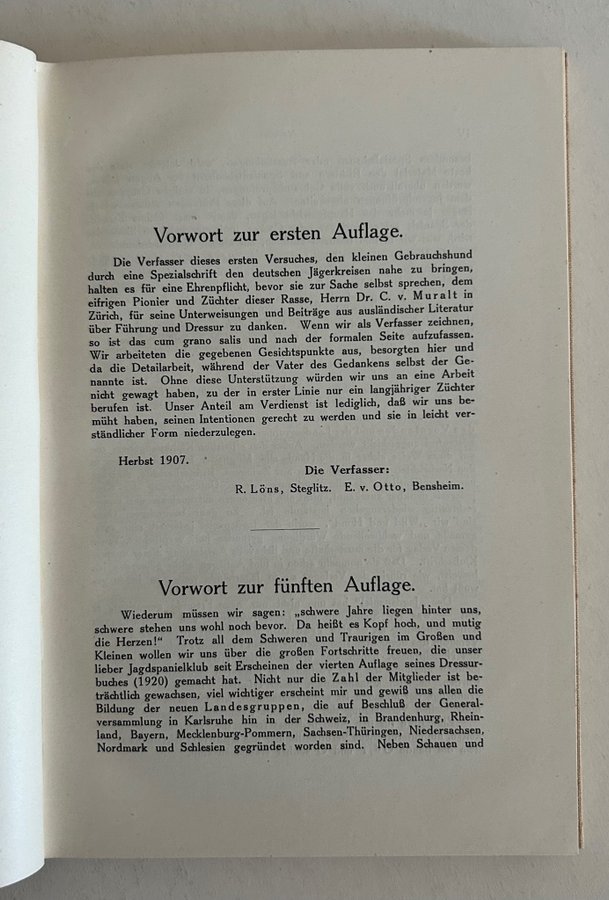 Vorwort zur ersten Auflage.
Die Verfasser dieses ersten Versuches, den kleinen Gebrauchshund
durch eine Spezialschrift den deutschen Jägerkreisen nahe zu bringen,
halten es für eine Ehrenpflicht, bevor sie zur Sache selbst sprechen, dem
eifrigen Pionier und Züchter dieser Rasse, Herrn Dr. C. v. Muralt in
Zürich, für seine Unterweisungen und Beiträge aus ausländischer Literatur
über Führung und Dressur zu danken. Wenn wir als Verfasser zeichnen,
so ist das cum grano salis und nach der formalen Seite aufzufassen.
Wir arbeiteten die gegebenen Gesichtspunkte aus, besorgten hier und
da die Detailarbeit, während der Vater des Gedankens selbst der Ge-
nannte ist. Ohne diese Unterstützung würden wir uns an eine Arbeit
nicht gewagt haben, zu der in erster Linie nur ein langjähriger Züchter
berufen ist. Unser Anteil am Verdienst ist lediglich, daß wir uns be-
müht haben, seinen Intentionen gerecht zu werden und sie in leicht ver-
ständlicher Form niederzulegen.
Herbst 1907.
Die Verfasser:
R. Löns, Steglitz. E. v. Otto, Bensheim.
Vorwort zur fünften Auflage.
Wiederum müssen wir sagen: „schwere Jahre liegen hinter uns,
schwere stehen uns wohl noch bevor. Da heißt es Kopf hoch, und mutig
die Herzen!" Trotz all dem Schweren und Traurigen im Großen und
Kleinen wollen wir uns über die großen Fortschritte freuen, die unser
lieber Jagdspanielklub seit Erscheinen der vierten Auflage seines Dressur-
buches (1920) gemacht hat. Nicht nur die Zahl der Mitglieder ist be-
trächtlich gewachsen, viel wichtiger erscheint mir und gewiß uns allen die
Bildung der neuen Landesgruppen, die auf Beschluß der General-
versammlung in Karlsruhe hin in der Schweiz, in Brandenburg, Rhein-
land, Bayern, Mecklenburg-Pommern, Sachsen-Thüringen, Niedersachsen,
Nordmark und Schlesien gegründet worden sind. Neben Schauen und